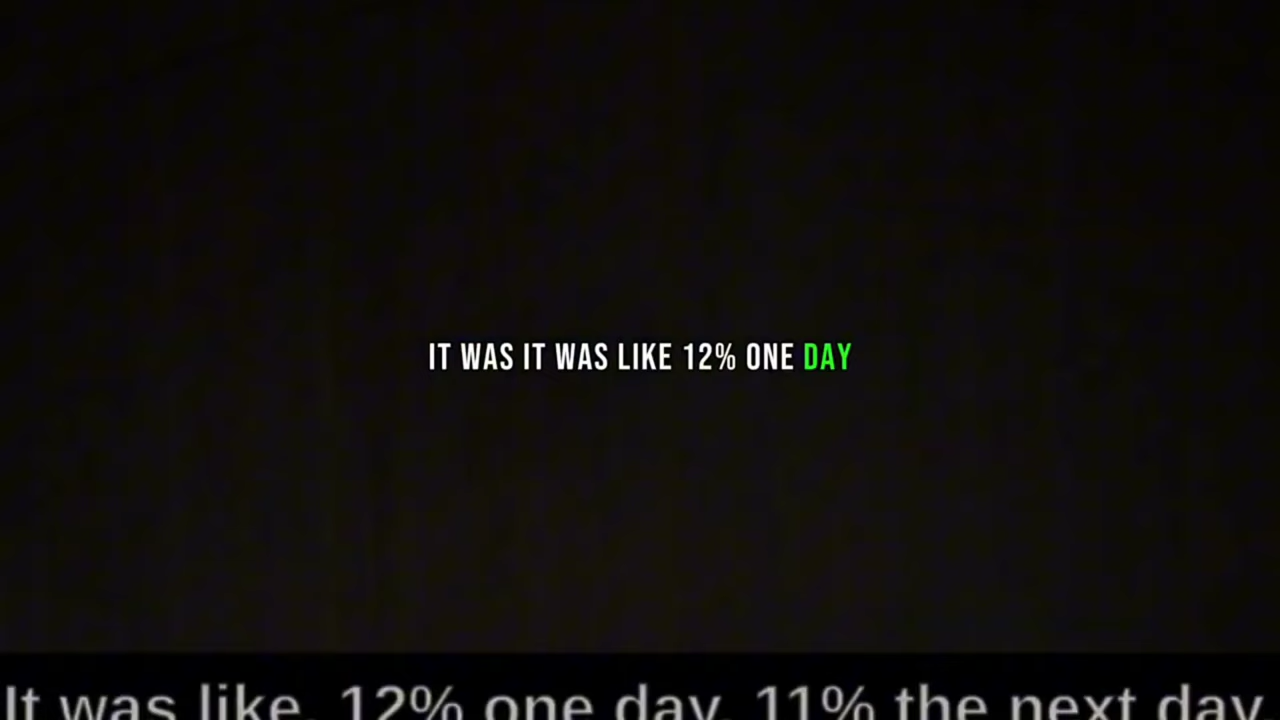 IT WAS IT WAS LIKE 12% ONE DAY
It was like, 12% one day, 11% the next day